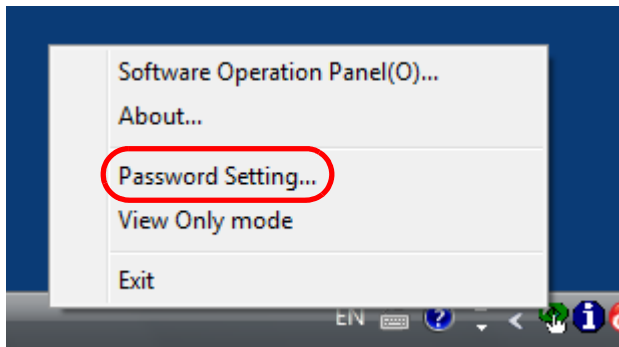 Software Operation Panel(O)...
About...
Password Setting...
View Only mode
Exit
EN